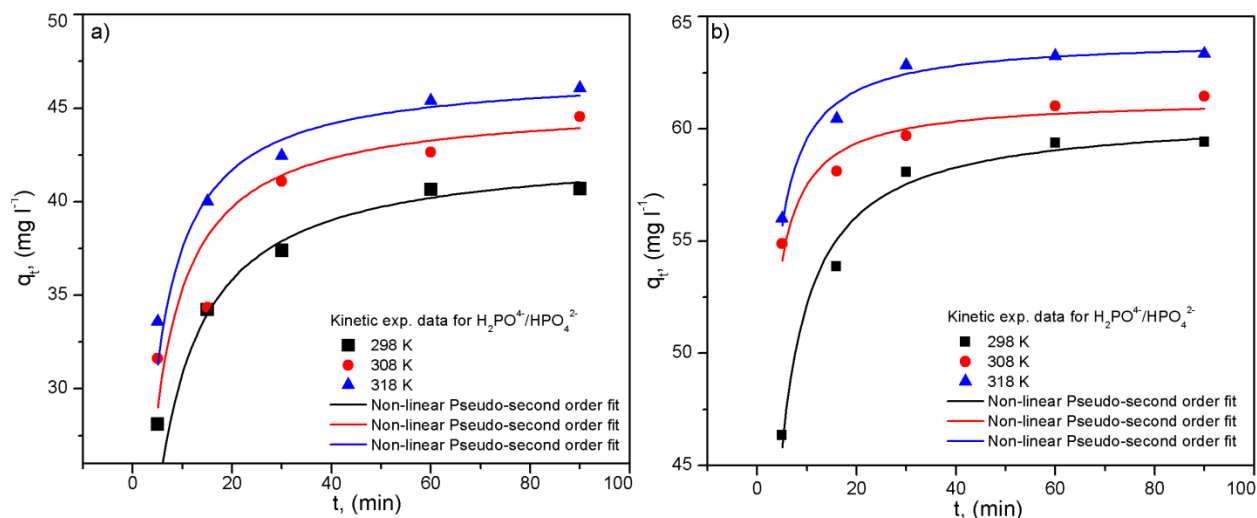 a)
50
45
40
35
30
q_t, (mg l⁻¹)
Kinetic exp. data for H₂PO⁴⁻/HPO₄²⁻
298 K
308 K
318 K
Non-linear Pseudo-second order fit
Non-linear Pseudo-second order fit
Non-linear Pseudo-second order fit
0 20 40 60 80 100
t, (min)
b)
65
60
55
50
45
q_t, (mg l⁻¹)
Kinetic exp. data for H₂PO⁴⁻/HPO₄²⁻
298 K
308 K
318 K
Non-linear Pseudo-second order fit
Non-linear Pseudo-second order fit
Non-linear Pseudo-second order fit
0 20 40 60 80 100
t, (min)